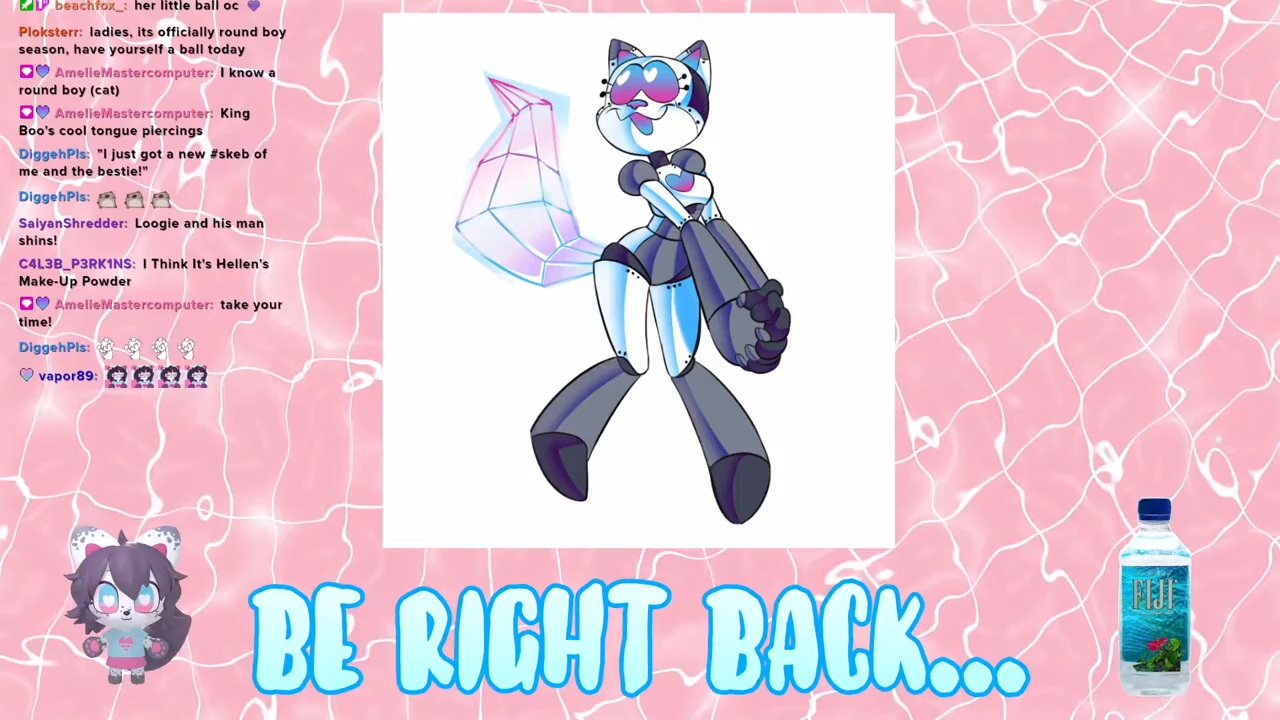 beachfox_: her little ball oc
Ploksterr: ladies, its officially round boy
season, have yourself a ball today
AmelieMastercomputer: I know a
round boy (cat)
AmelieMastercomputer: King
Boo's cool tongue piercings
DiggehPls: "I just got a new #skeb of
me and the bestie!"
DiggehPls:
SaiyanShredder: Loogie and his man
shins!
C4L3B_P3RK1NS: I Think It's Hellen's
Make-Up Powder
AmelieMastercomputer: take your
time!
DiggehPls:
vapor89:
BE RIGHT BACK...
FIJI